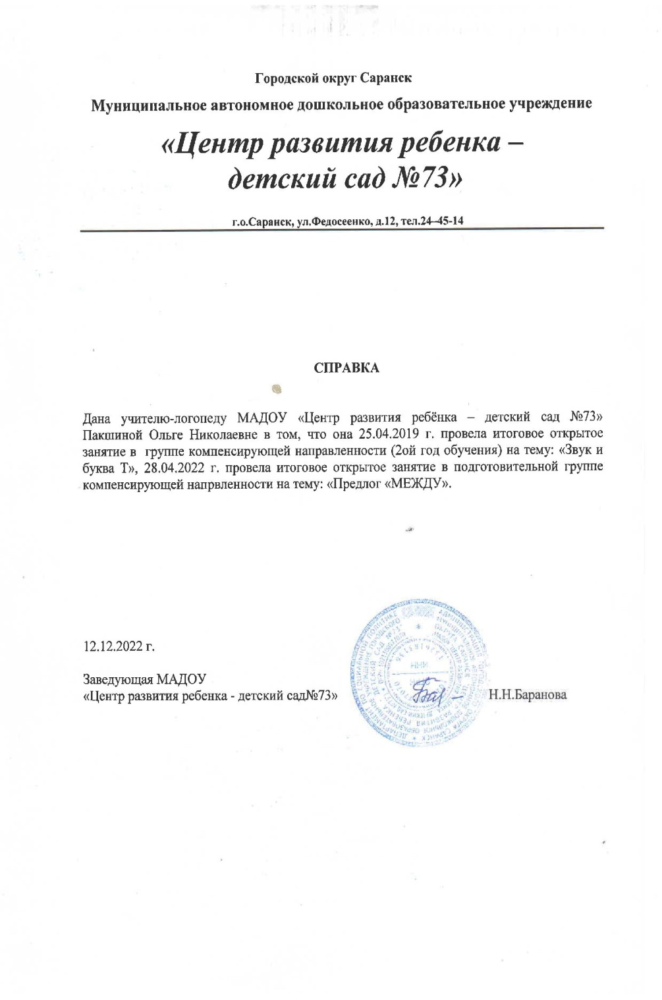 Городской округ Саранск
Муниципальное автономное дошкольное образовательное учреждение
«Центр развития ребенка –
детский сад №73»
г.о.Саранск, ул.Федосеенко, д.12, тел.24-45-14
СПРАВКА
Дана учителю-логопеду МАДОУ «Центр развития ребёнка – детский сад №73»
Пакшиной Ольге Николаевне в том, что она 25.04.2019 г. провела итоговое открытое
занятие в группе компенсирующей направленности (2ой год обучения) на тему: «Звук и
буква Т», 28.04.2022 г. провела итоговое открытое занятие в подготовительной группе
компенсирующей напрвленности на тему: «Предлог «МЕЖДУ».
12.12.2022 г.
Заведующая МАДОУ
«Центр развития ребенка - детский сад№73» Н.Н.Баранова